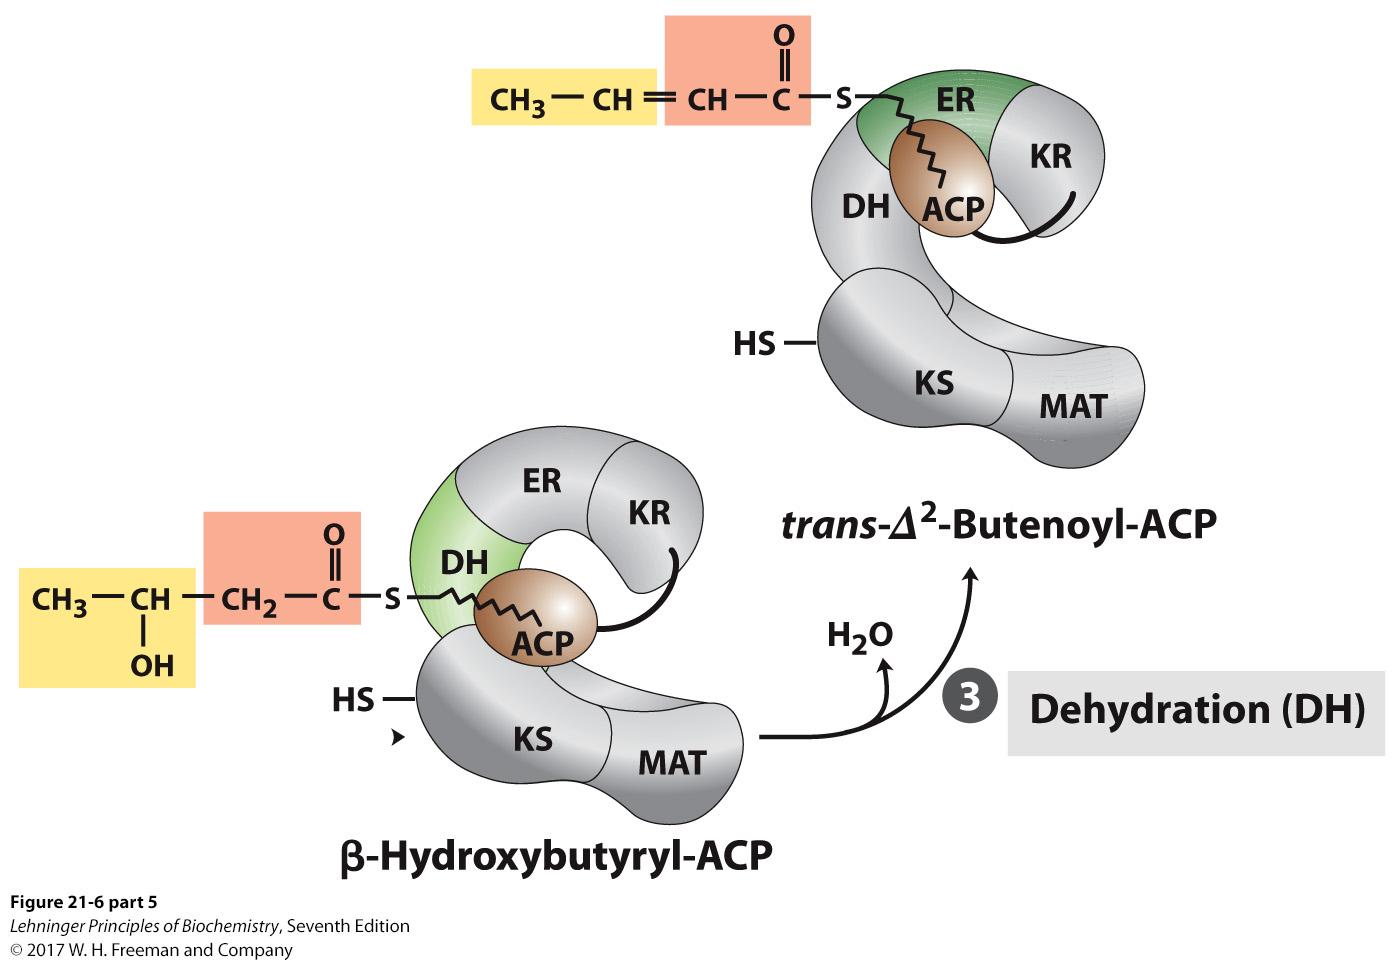 O
CH3 — CH = CH — C — S
ER
KR
DH
ACP
HS —
KS
MAT
trans-Δ2-Butenoyl-ACP
H2O
3
Dehydration (DH)
ER
KR
DH
O
CH3 — CH — CH2 — C — S
OH
ACP
HS —
KS
MAT
β-Hydroxybutyryl-ACP
Figure 21-6 part 5
Lehninger Principles of Biochemistry, Seventh Edition
© 2017 W. H. Freeman and Company